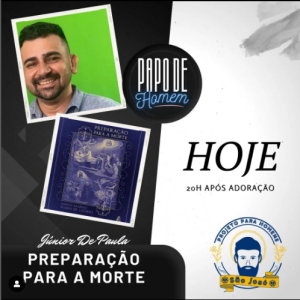 PAPO DE
Homem
PREPARAÇÃO
PARA A MORTE
HOJE
20H APÓS ADORAÇÃO
Júnior De Paula
PREPARAÇÃO
PARA A MORTE
PROJETO PARA HOMENS
São José